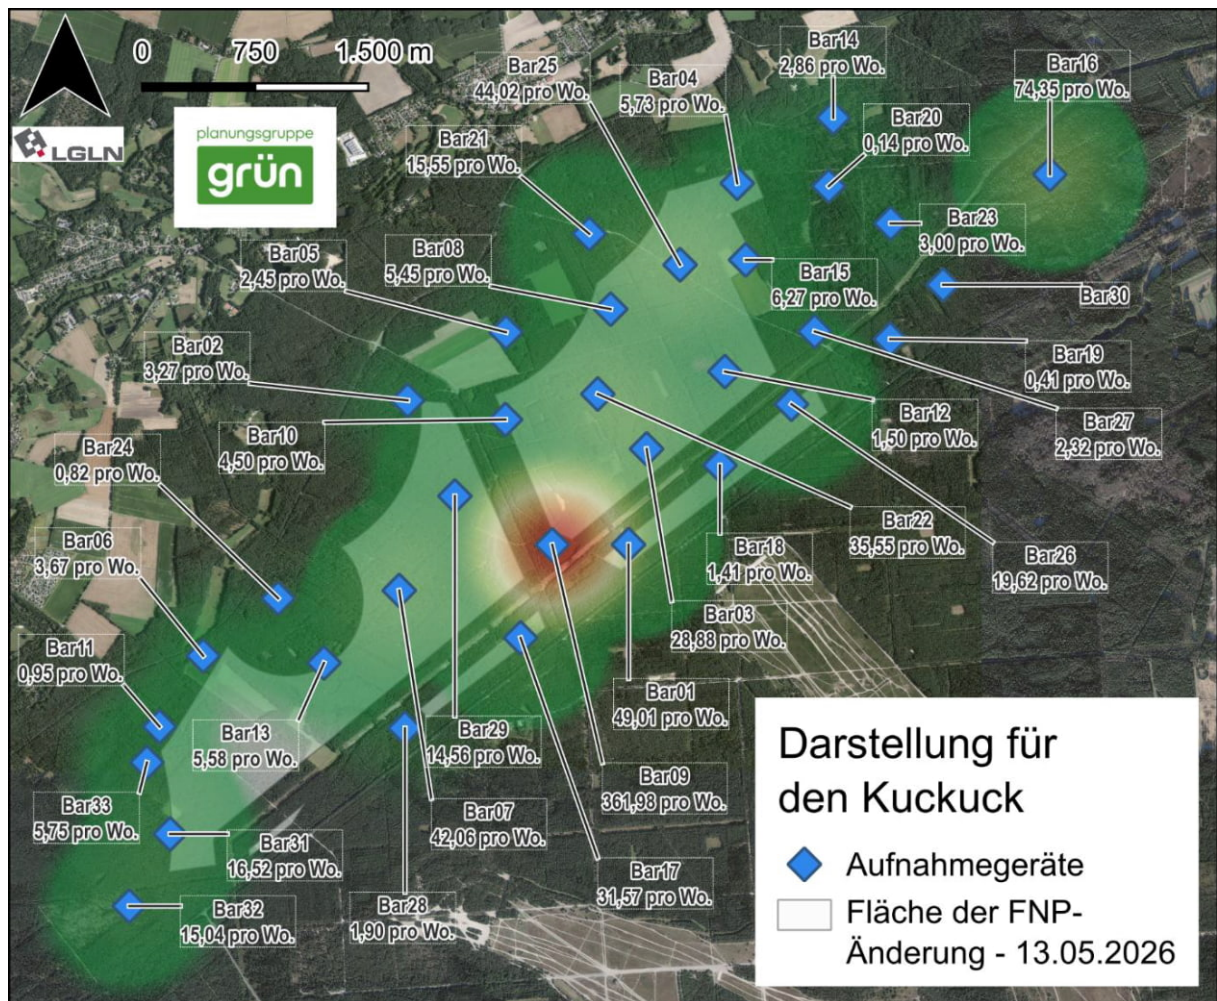 0 750 1.500 m
LGLN
planungsgruppe
grün
Bar14
2,86 pro Wo.
Bar25
44,02 pro Wo.
Bar04
5,73 pro Wo.
Bar16
74,35 pro Wo.
Bar20
0,14 pro Wo.
Bar21
15,55 pro Wo.
Bar23
3,00 pro Wo.
Bar05
2,45 pro Wo.
Bar08
5,45 pro Wo.
Bar15
6,27 pro Wo.
Bar30
Bar02
3,27 pro Wo.
Bar19
0,41 pro Wo.
Bar12
1,50 pro Wo.
Bar27
2,32 pro Wo.
Bar10
4,50 pro Wo.
Bar24
0,82 pro Wo.
Bar22
35,55 pro Wo.
Bar06
3,67 pro Wo.
Bar18
1,41 pro Wo.
Bar26
19,62 pro Wo.
Bar03
28,88 pro Wo.
Bar11
0,95 pro Wo.
Bar01
49,01 pro Wo.
Bar13
5,58 pro Wo.
Bar29
14,56 pro Wo.
Bar09
361,98 pro Wo.
Bar33
5,75 pro Wo.
Bar07
42,06 pro Wo.
Bar31
16,52 pro Wo.
Bar17
31,57 pro Wo.
Bar32
15,04 pro Wo.
Bar28
1,90 pro Wo.
Darstellung für
den Kuckuck
Aufnahmegeräte
Fläche der FNP-
Änderung - 13.05.2026